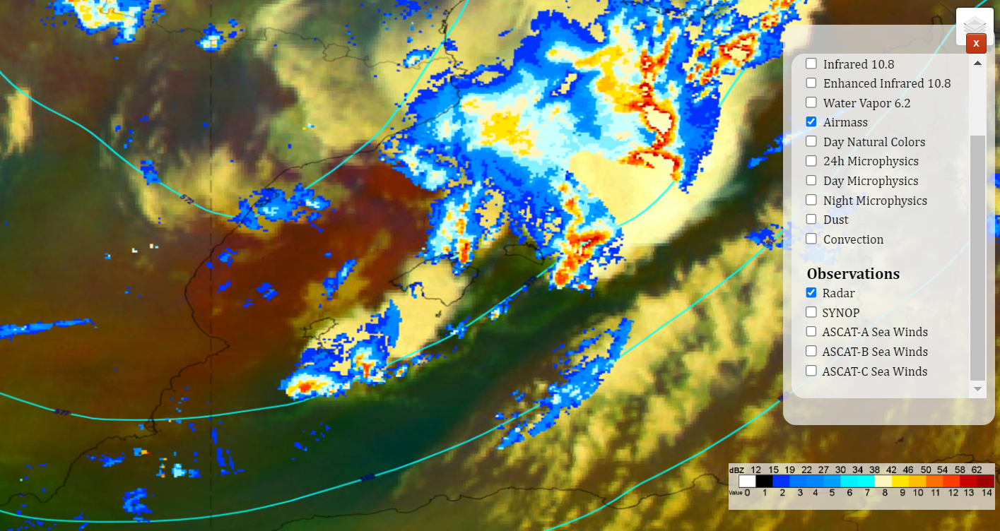 X
Infrared 10.8
Enhanced Infrared 10.8
Water Vapor 6.2
Airmass
Day Natural Colors
24h Microphysics
Day Microphysics
Night Microphysics
Dust
Convection
Observations
Radar
SYNOP
ASCAT-A Sea Winds
ASCAT-B Sea Winds
ASCAT-C Sea Winds
572
577
dBZ 12 15 19 22 27 30 34 38 42 46 50 54 58 62
Value 0 1 2 3 4 5 6 7 8 9 10 11 12 13 14